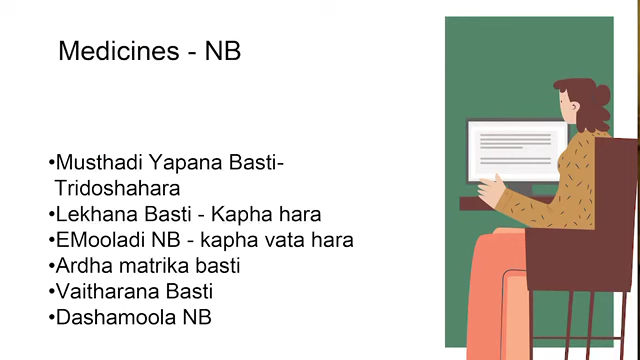 Medicines - NB
•Musthadi Yapana Basti-
Tridoshahara
•Lekhana Basti - Kapha hara
•EMooladi NB - kapha vata hara
•Ardha matrika basti
•Vaitharana Basti
•Dashamoola NB